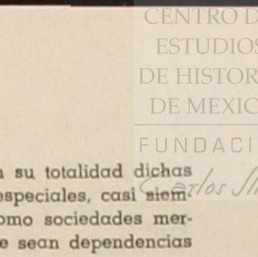 CENTRO D
ESTUDIOS
DE HISTOR
DE MEXIC
FUNDACI
Carlos
n su totalidad dichas
especiales, casi siem-
omo sociedades mer-
e sean dependencias